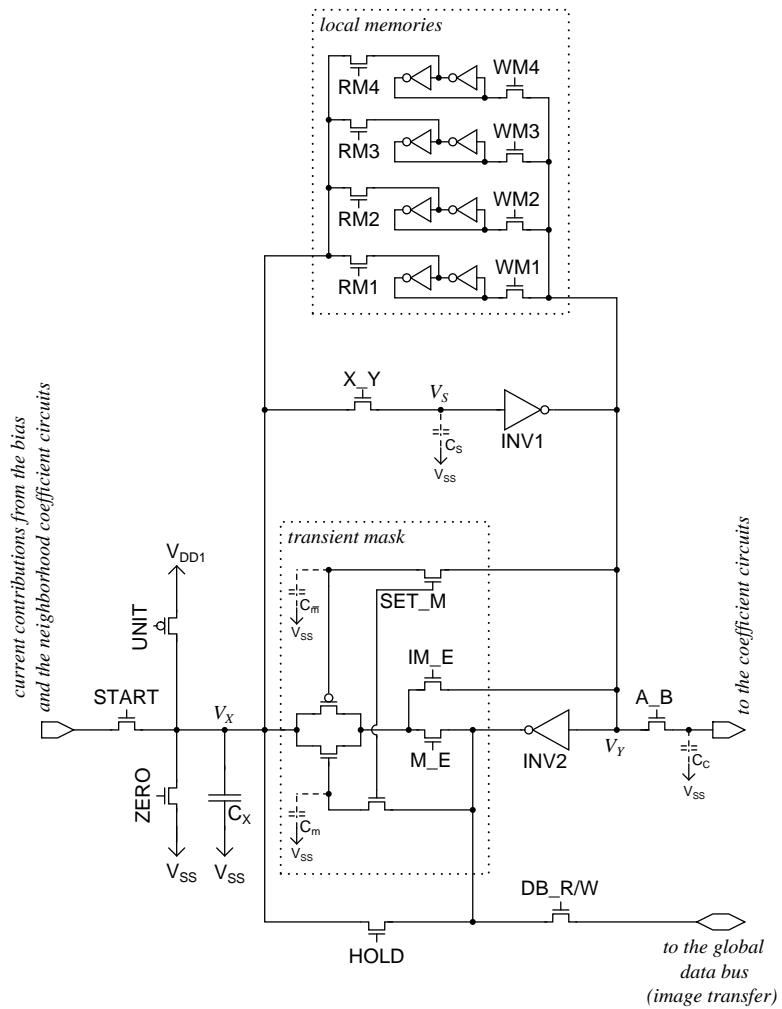 local memories
RM4
WM4
RM3
WM3
RM2
WM2
RM1
WM1
X_Y
V_S
C_S
V_SS
INV1
current contributions from the bias
and the neighborhood coefficient circuits
transient mask
C_m̅
V_SS
SET_M
V_DD1
UNIT
IM_E
START
V_X
M_E
INV2
V_Y
A_B
to the coefficient circuits
C_C
V_SS
ZERO
C_X
C_m
V_SS
V_SS
V_SS
DB_R/W
HOLD
to the global
data bus
(image transfer)